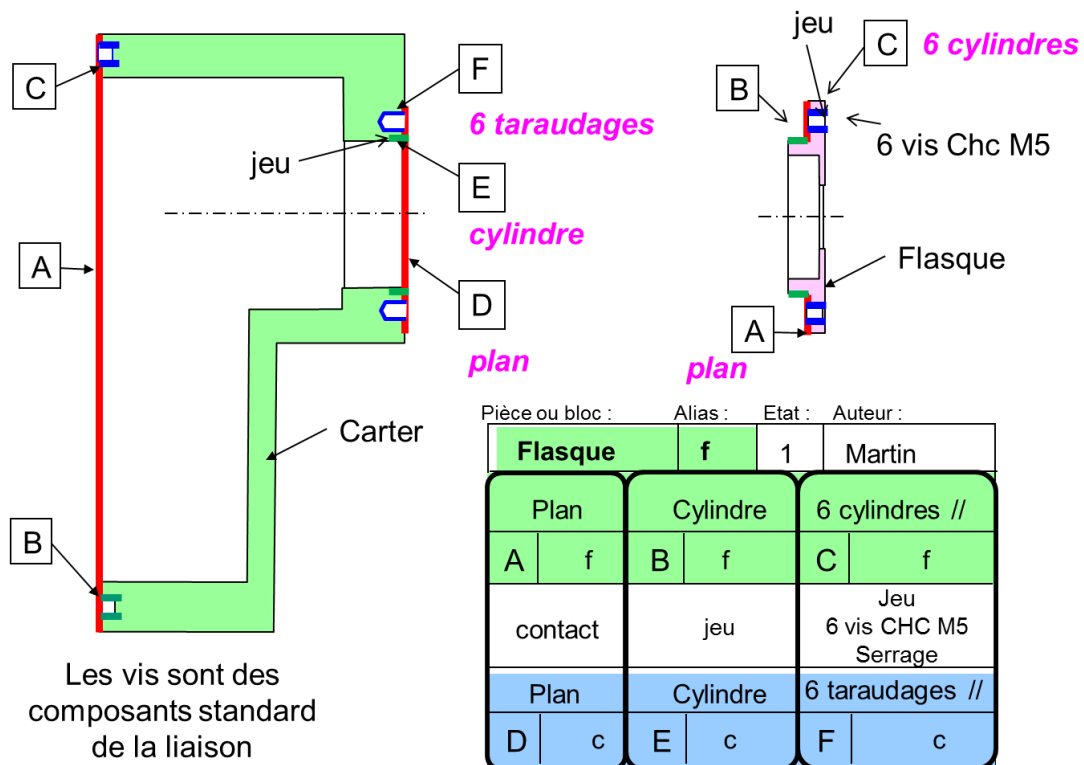 C
F
6 taraudages
jeu
E
cylindre
A
D
plan
Carter
B
Les vis sont des
composants standard
de la liaison
jeu
C
6 cylindres
B
6 vis Chc M5
Flasque
A
plan
Pièce ou bloc : Alias : Etat : Auteur :
Flasque f 1 Martin
Plan Cylindre 6 cylindres //
A f B f C f
contact jeu Jeu
6 vis CHC M5
Serrage
Plan Cylindre 6 taraudages //
D c E c F c